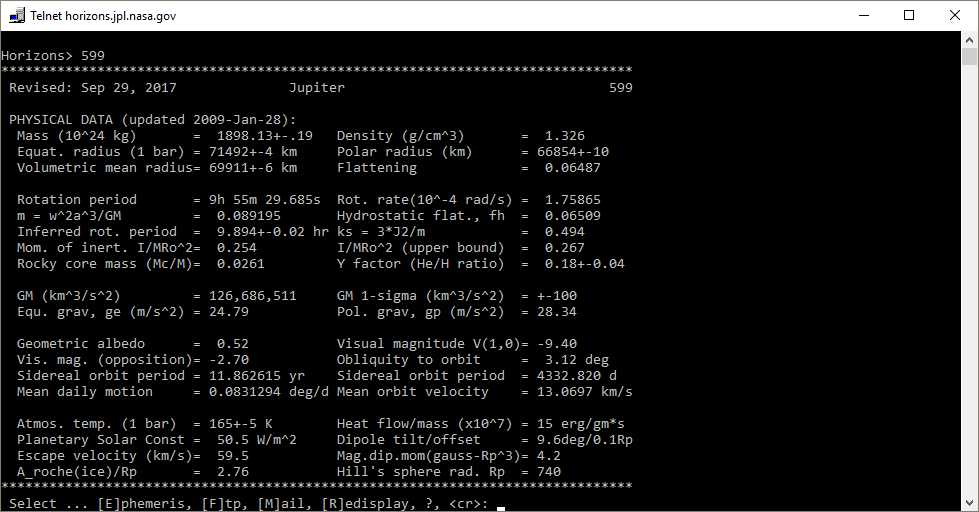 Telnet horizons.jpl.nasa.gov
Horizons> 599
*******************************************************************************
 Revised: Sep 29, 2017              Jupiter                                 599

 PHYSICAL DATA (updated 2009-Jan-28):
  Mass (10^24 kg)       =  1898.13+-.19   Density (g/cm^3)       =  1.326
  Equat. radius (1 bar) = 71492+-4 km     Polar radius (km)      = 66854+-10
  Volumetric mean radius= 69911+-6 km     Flattening             =  0.06487

  Rotation period       = 9h 55m 29.685s  Rot. rate(10^-4 rad/s) =  1.75865
  m = w^2a^3/GM         =  0.089195       Hydrostatic flat., fh  =  0.06509
  Inferred rot. period  =  9.894+-0.02 hr ks = 3*J2/m            =  0.494
  Mom. of inert. I/MRo^2=  0.254          I/MRo^2 (upper bound)  =  0.267
  Rocky core mass (Mc/M)=  0.0261         Y factor (He/H ratio)  =  0.18+-0.04

  GM (km^3/s^2)         = 126,686,511     GM 1-sigma (km^3/s^2)  = +-100
  Equ. grav, ge (m/s^2) = 24.79           Pol. grav, gp (m/s^2)  = 28.34

  Geometric albedo      =  0.52           Visual magnitude V(1,0)= -9.40
  Vis. mag. (opposition)= -2.70           Obliquity to orbit     =  3.12 deg
  Sidereal orbit period = 11.862615 yr    Sidereal orbit period  = 4332.820 d
  Mean daily motion     = 0.0831294 deg/d Mean orbit velocity    = 13.0697 km/s

  Atmos. temp. (1 bar)  = 165+-5 K        Heat flow/mass (x10^7) = 15 erg/gm*s
  Planetary Solar Const =  50.5 W/m^2     Dipole tilt/offset     =  9.6deg/0.1Rp
  Escape velocity (km/s)=  59.5           Mag.dip.mom(gauss-Rp^3)= 4.2
  A_roche(ice)/Rp       =  2.76           Hill's sphere rad. Rp  = 740
*******************************************************************************
 Select ... [E]phemeris, [F]tp, [M]ail, [R]edisplay, ?, <cr>: